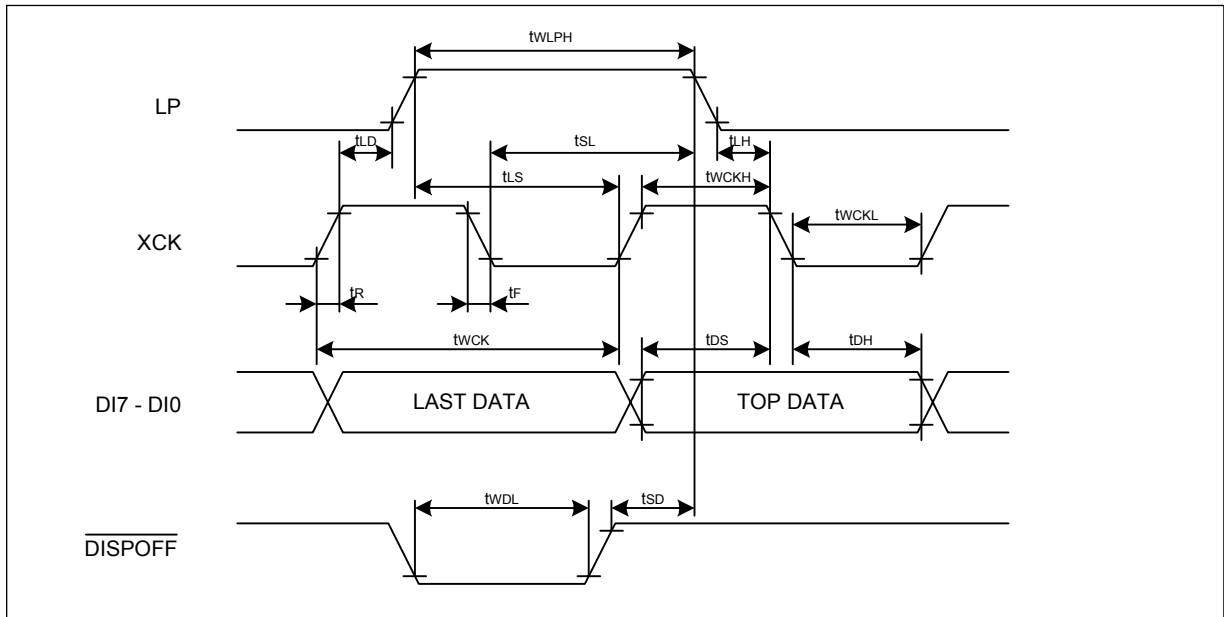 tWLPH
LP
tLD
tSL
tLH
tLS
tWCKH
tWCKL
XCK
tR
tF
tWCK
tDS
tDH
DI7 - DI0
LAST DATA
TOP DATA
tWDL
tSD
DISPOFF